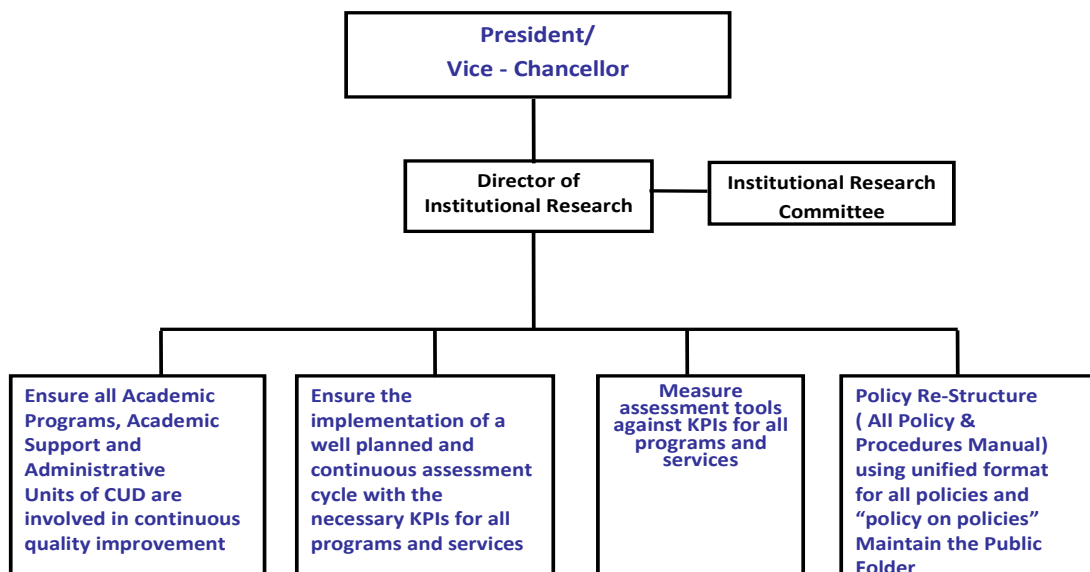 President/
Vice - Chancellor
Director of
Institutional Research
Institutional Research
Committee
Ensure all Academic
Programs, Academic
Support and
Administrative
Units of CUD are
involved in continuous
quality improvement
Ensure the
implementation of a
well planned and
continuous assessment
cycle with the
necessary KPIs for all
programs and services
Measure
assessment tools
against KPIs for all
programs and
services
Policy Re-Structure
( All Policy &
Procedures Manual)
using unified format
for all policies and
“policy on policies”
Maintain the Public
Folder